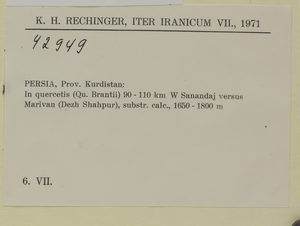 K. H. RECHINGER, ITER IRANICUM VII., 1971
42949
PERSIA, Prov. Kurdistan:
In quercetis (Qu. Brantii) 90 - 110 km W Sanandaj versus
Marivan (Dezh Shahpur), substr. calc., 1650 - 1800 m
6. VII.